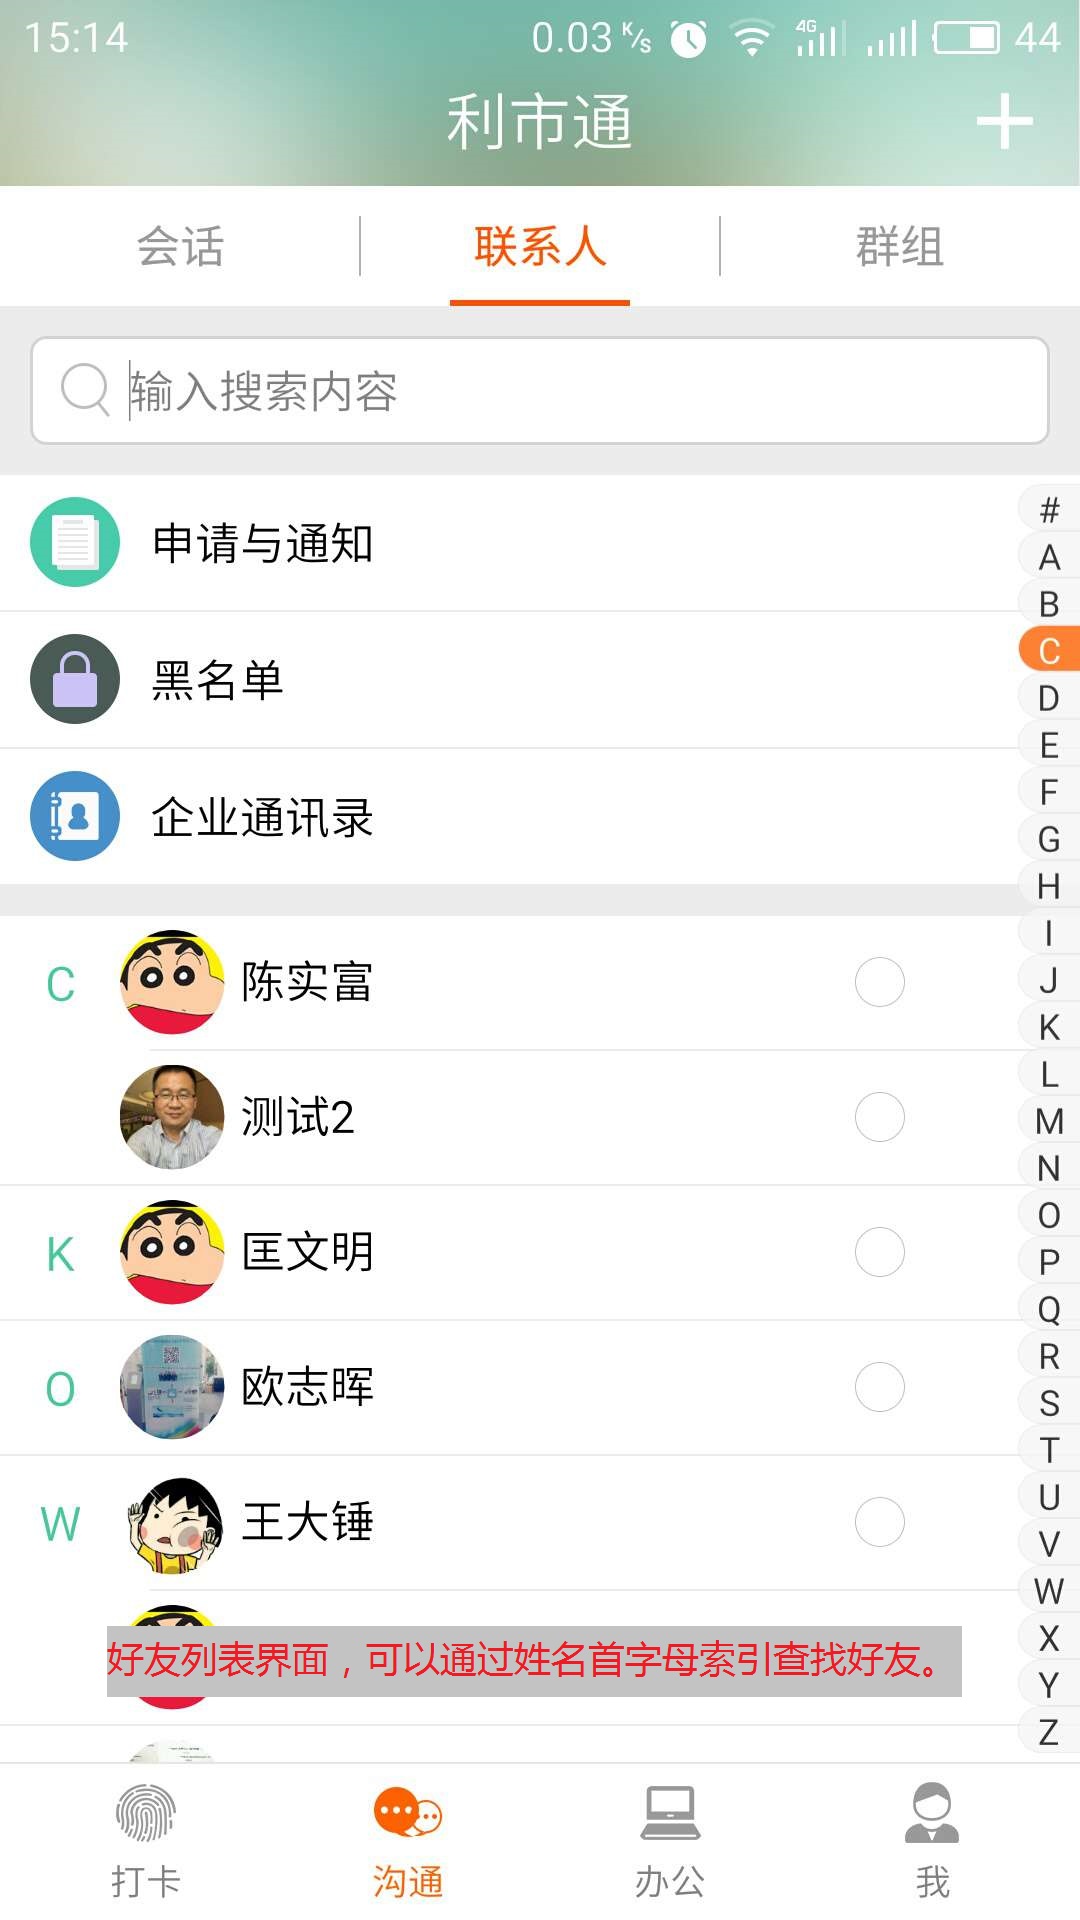 15:14 0.03 K/s 4G 44
利市通
会话 联系人 群组
输入搜索内容
申请与通知
黑名单
企业通讯录
C 陈实富
测试2
K 匡文明
O 欧志晖
W 王大锤
好友列表界面，可以通过姓名首字母索引查找好友。
#
A
B
C
D
E
F
G
H
I
J
K
L
M
N
O
P
Q
R
S
T
U
V
W
X
Y
Z
打卡 沟通 办公 我